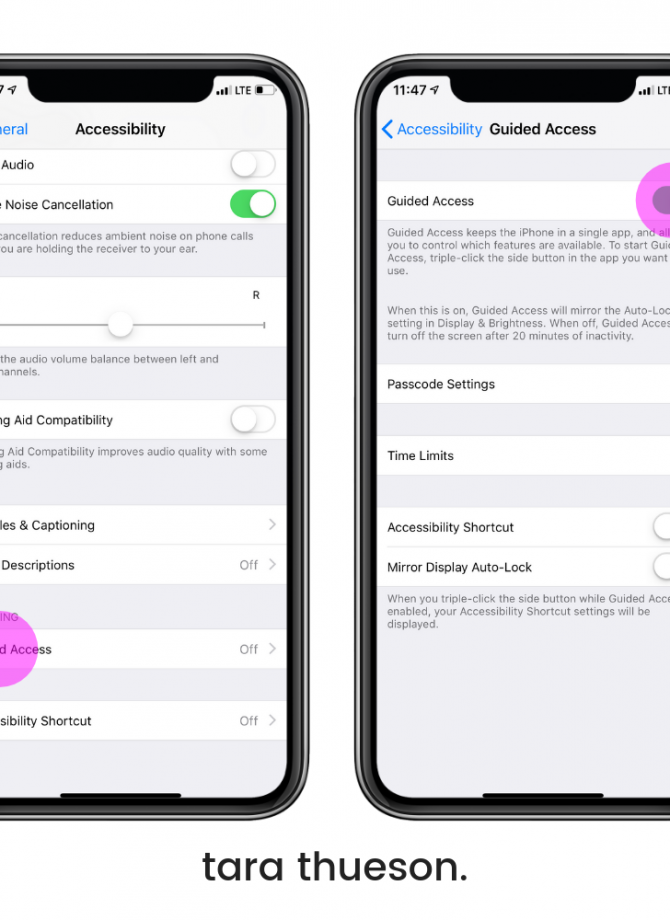 7 LTE
neral Accessibility
Audio
e Noise Cancellation
cancellation reduces ambient noise on phone calls
you are holding the receiver to your ear.
R
the audio volume balance between left and
hannels.
ng Aid Compatibility
g Aid Compatibility improves audio quality with some
g aids.
les & Captioning
Descriptions Off
ING
d Access Off
sibility Shortcut Off
11:47 LTE
Accessibility Guided Access
Guided Access
Guided Access keeps the iPhone in a single app, and all
you to control which features are available. To start Guid
Access, triple-click the side button in the app you want
use.
When this is on, Guided Access will mirror the Auto-Loc
setting in Display & Brightness. When off, Guided Acces
turn off the screen after 20 minutes of inactivity.
Passcode Settings
Time Limits
Accessibility Shortcut
Mirror Display Auto-Lock
When you triple-click the side button while Guided Acce
enabled, your Accessibility Shortcut settings will be
displayed.
tara thueson.